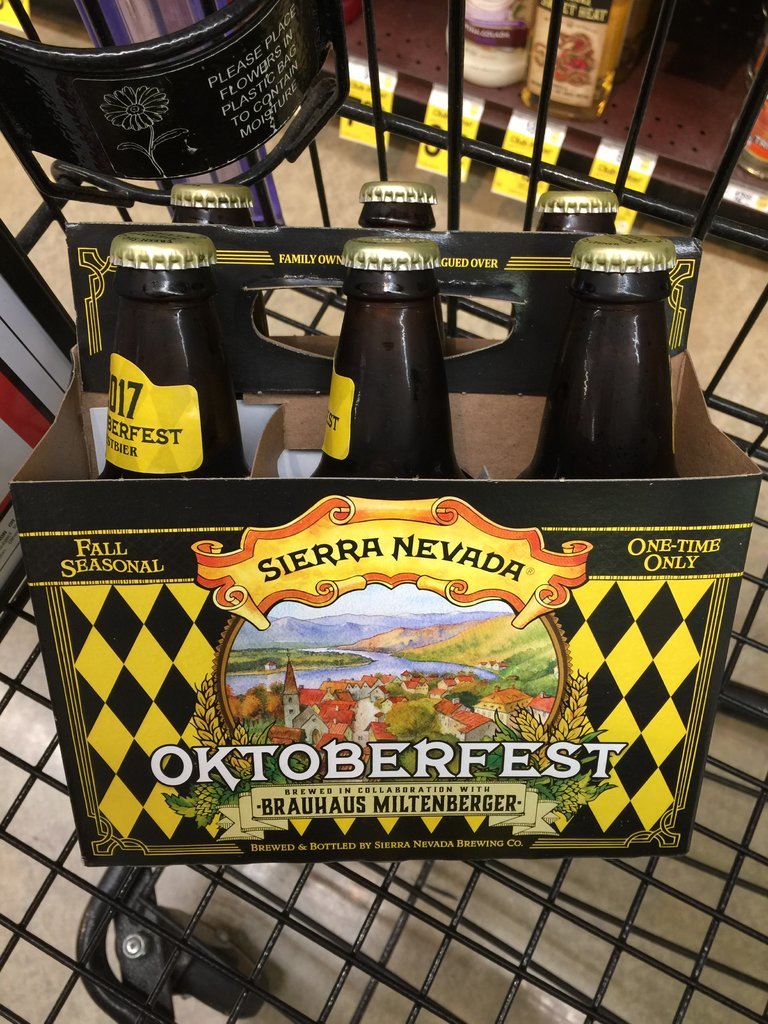 PLEASE PLACE
FLOWERS IN
PLASTIC BAG
TO CONTAIN
MOISTURE
FAMILY OWN
GUED OVER
017
BERFEST
TBIER
ST
FALL
SEASONAL
SIERRA NEVADA®
ONE-TIME
ONLY
OKTOBERFEST
BREWED IN COLLABORATION WITH
·BRAUHAUS MILTENBERGER·
BREWED & BOTTLED BY SIERRA NEVADA BREWING CO.